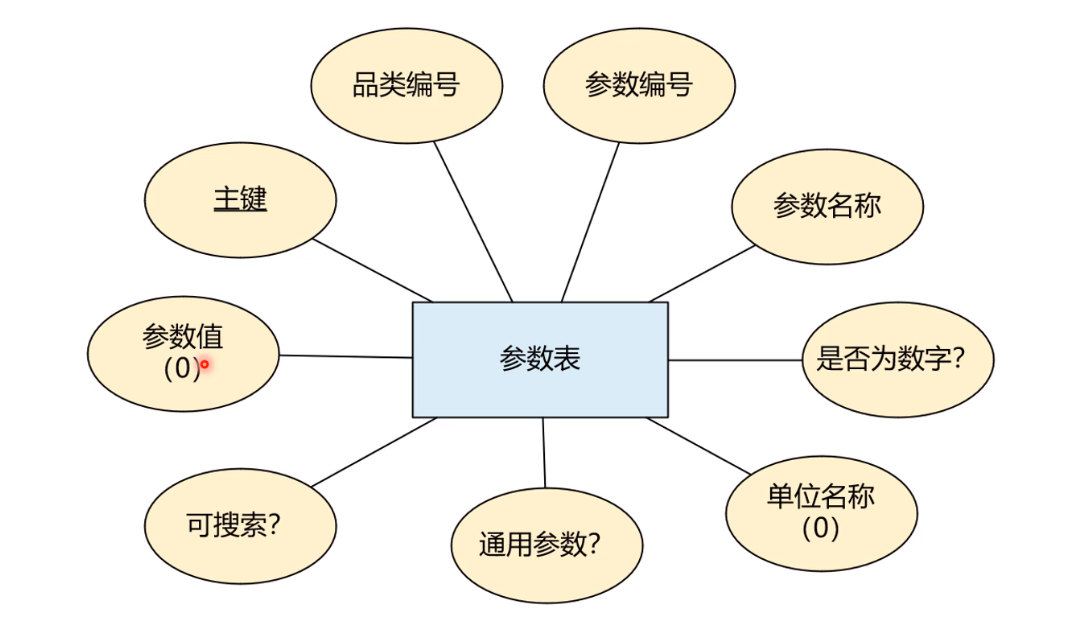 品类编号
参数编号
主键
参数名称
参数值
(0)
参数表
是否为数字?
可搜索?
通用参数?
单位名称
(0)